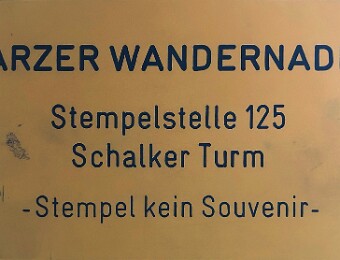 ARZER WANDERNAD
Stempelstelle 125
Schalker Turm
-Stempel kein Souvenir-